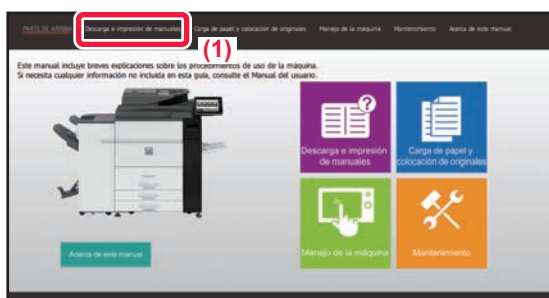 PARTE DE ARRIBA Descarga e impresión de manuales Carga de papel y colocación de originales Manejo de la máquina Mantenimiento Acerca de este manual
(1)
Este manual incluye breves explicaciones sobre los procedimientos de uso de la máquina.
Si necesita cualquier información no incluida en esta guía, consulte el Manual del usuario.
Descarga e impresión
de manuales
Carga de papel y
colocación de originales
Acerca de este manual
Manejo de la máquina
Mantenimiento